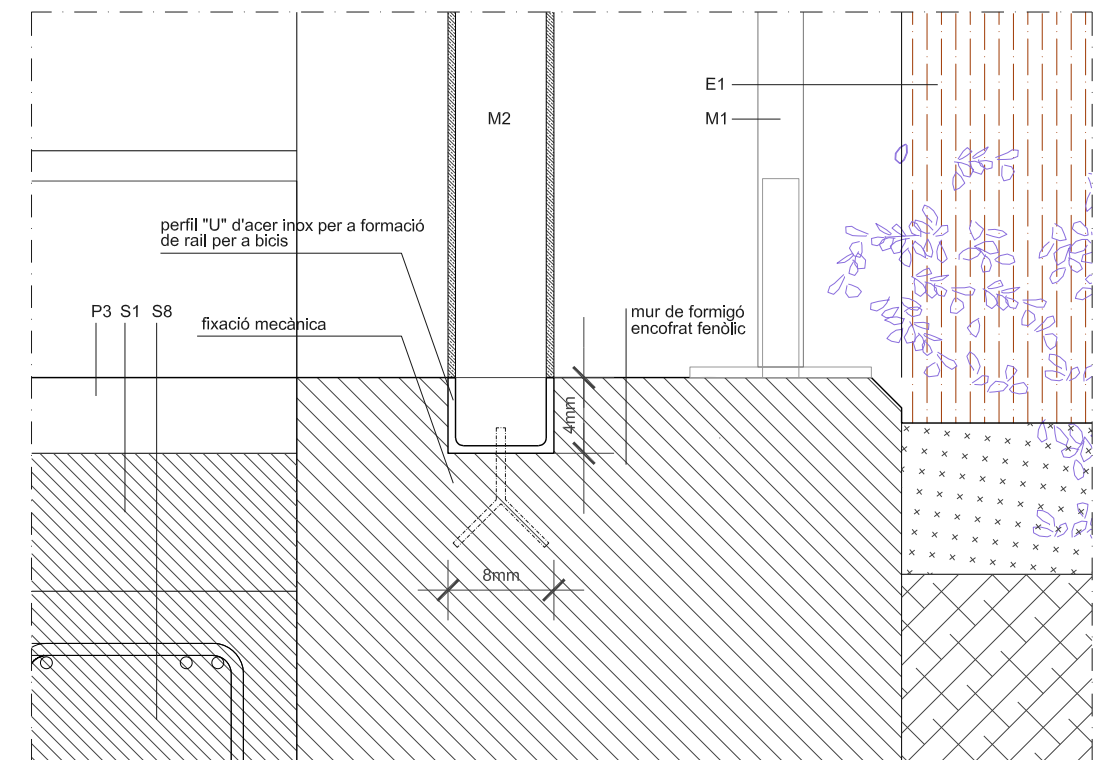 E1
M2
M1
perfil "U" d'acer inox per a formació
de rail per a bicis
P3 S1 S8
fixació mecànica
mur de formigó
encofrat fenòlic
4mm
8mm